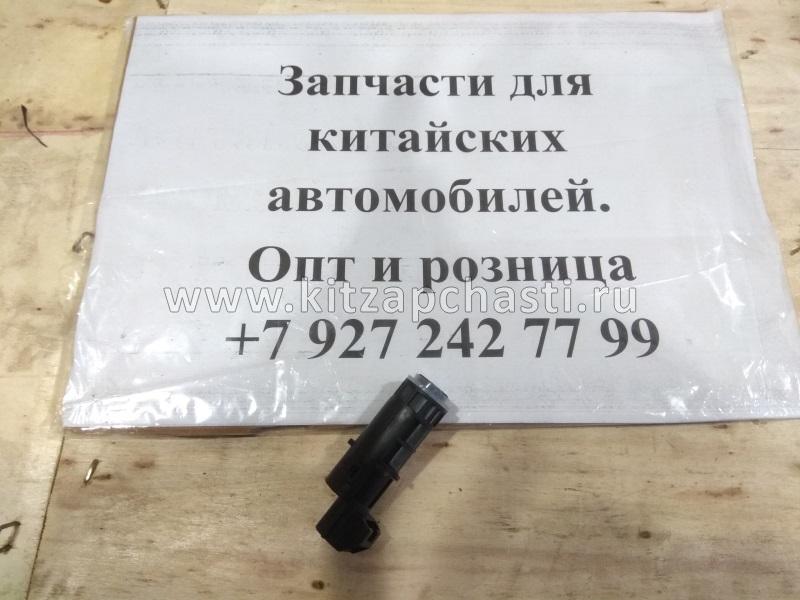 Запчасти для
китайских
автомобилей.
Опт и розница
www.kitzapchasti.ru
+7 927 242 77 99